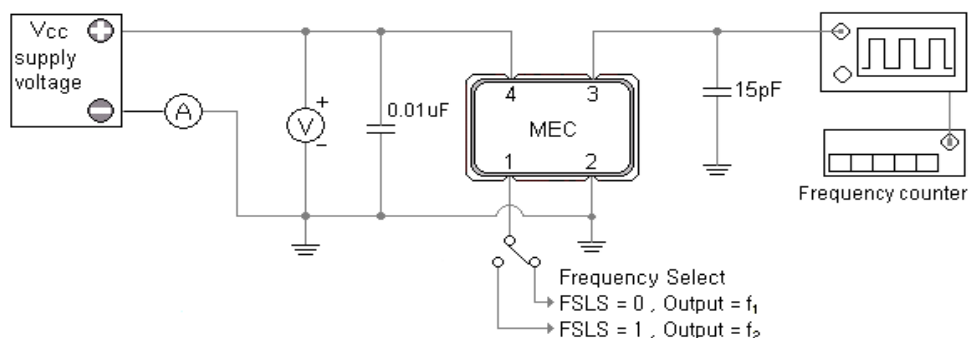 Vcc
supply
voltage
A
V
+
-
0.01uF
4 3
MEC
1 2
15pF
Frequency counter
Frequency Select
FSLS = 0 , Output = f₁
FSLS = 1 , Output = f₂